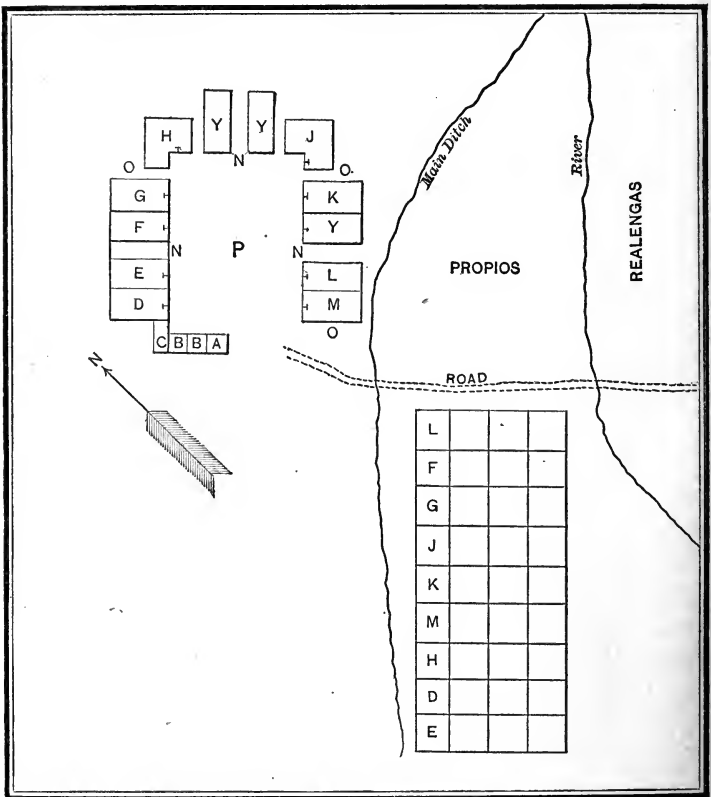 H Y Y J
O N O.
G K
F Y
N P N
E L
D M
O
C B B A
N
Main Ditch
River
PROPIOS
REALENGAS
ROAD
L
F
G
J
K
M
H
D
E